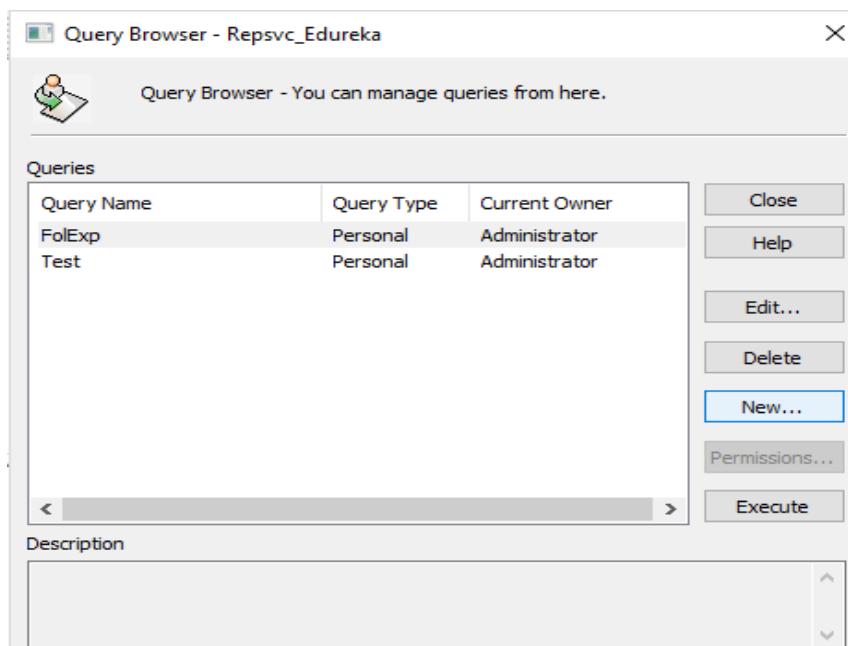 Query Browser - Repsvc_Edureka
Query Browser - You can manage queries from here.
Queries
Query Name Query Type Current Owner
FolExp Personal Administrator
Test Personal Administrator
Close
Help
Edit...
Delete
New...
Permissions...
Execute
Description